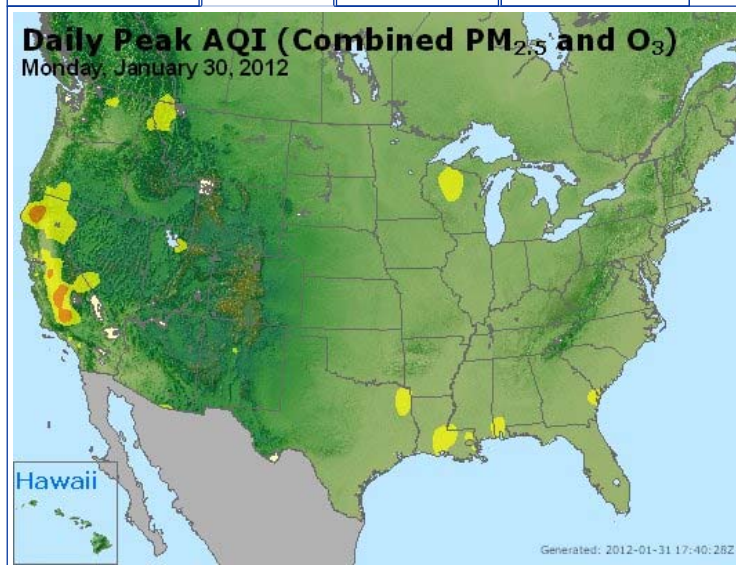 Daily Peak AQI (Combined PM₂.₅ and O₃)
Monday, January 30, 2012
Hawaii
Generated: 2012-01-31 17:40:28Z